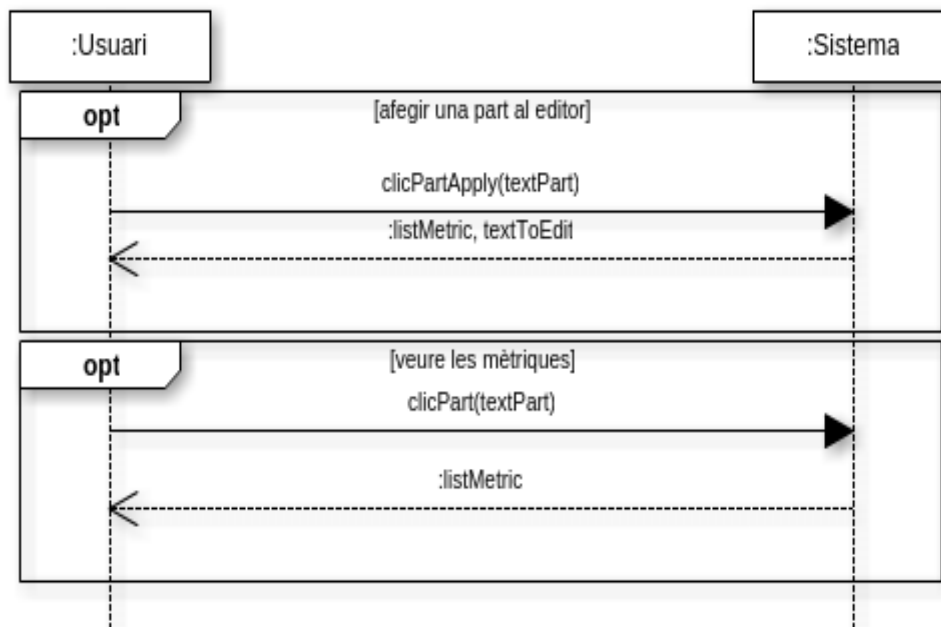 :Usuari
:Sistema
opt
[afegir una part al editor]
clicPartApply(textPart)
:listMetric, textToEdit
opt
[veure les mètriques]
clicPart(textPart)
:listMetric